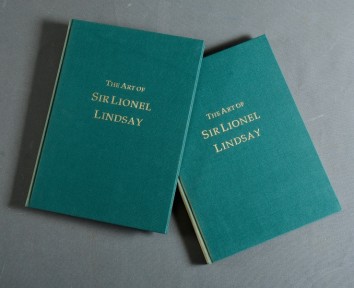 The Art of
Sir Lionel
Lindsay
The Art of
Sir Lionel
Lindsay